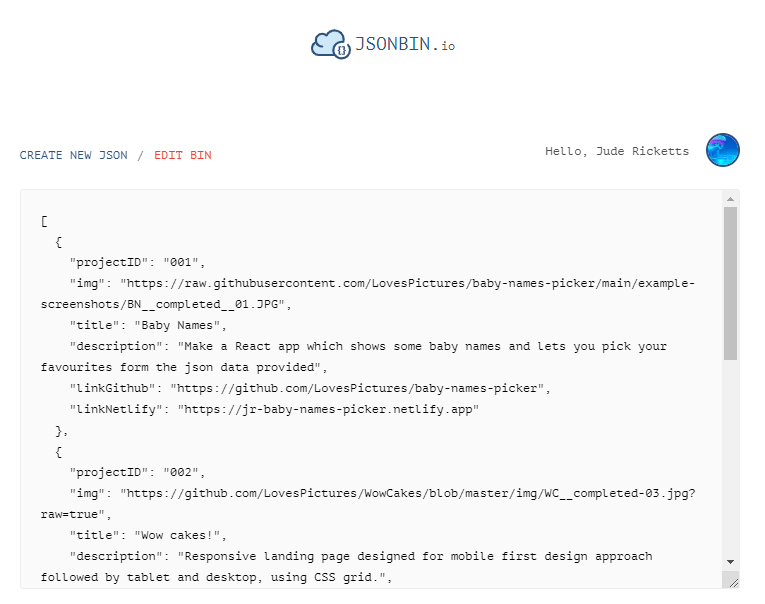 {} JSONBIN.io
CREATE NEW JSON / EDIT BIN
Hello, Jude Ricketts
[
{
"projectID": "001",
"img": "https://raw.githubusercontent.com/LovesPictures/baby-names-picker/main/example-
screenshots/BN__completed__01.JPG",
"title": "Baby Names",
"description": "Make a React app which shows some baby names and lets you pick your
favourites form the json data provided",
"linkGithub": "https://github.com/LovesPictures/baby-names-picker",
"linkNetlify": "https://jr-baby-names-picker.netlify.app"
},
{
"projectID": "002",
"img": "https://github.com/LovesPictures/WowCakes/blob/master/img/WC__completed-03.jpg?
raw=true",
"title": "Wow cakes!",
"description": "Responsive landing page designed for mobile first design approach
followed by tablet and desktop, using CSS grid.",